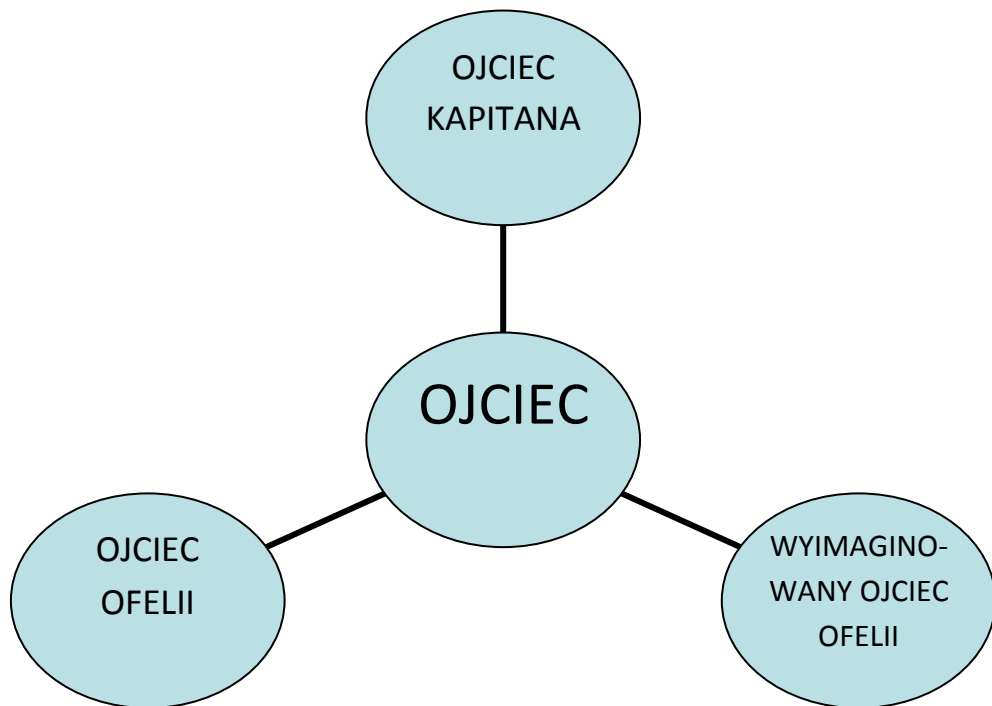 OJCIEC
KAPITANA
OJCIEC
OJCIEC
OFELII
WYIMAGINO-
WANY OJCIEC
OFELII